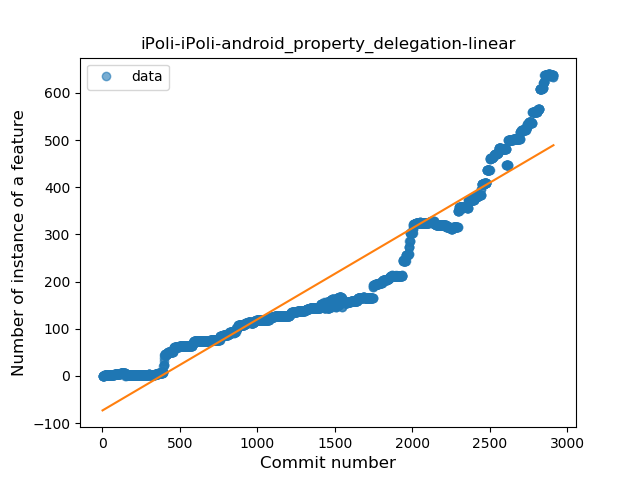 iPoli-iPoli-android_property_delegation-linear
data
Number of instance of a feature
600
500
400
300
200
100
0
−100
0 500 1000 1500 2000 2500 3000
Commit number